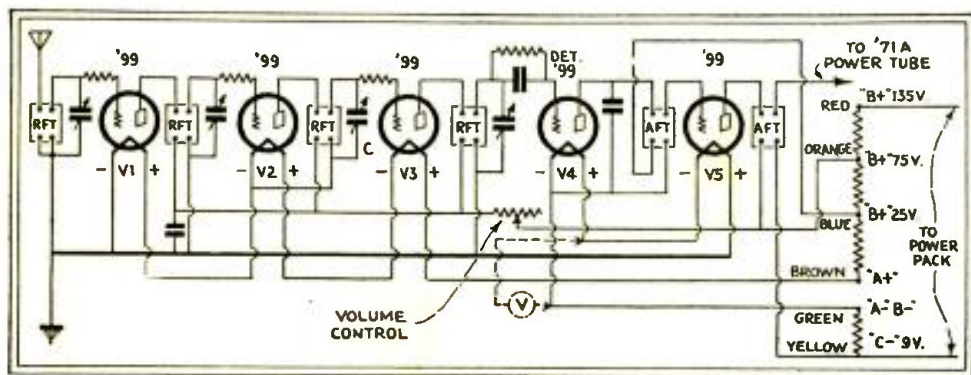 '99
'99
'99
DET.
'99
'99
TO '71A
POWER TUBE
RFT
RFT
RFT
RFT
AFT
AFT
C
- V1 +
- V2 +
- V3 +
- V4 +
- V5 +
RED
"B+" 135V.
ORANGE
"B+" 75V.
BLUE
"B+" 25V
TO
POWER
PACK
BROWN
"A+"
VOLUME
CONTROL
V
"A-" B-"
GREEN
YELLOW
"C-" 9V.